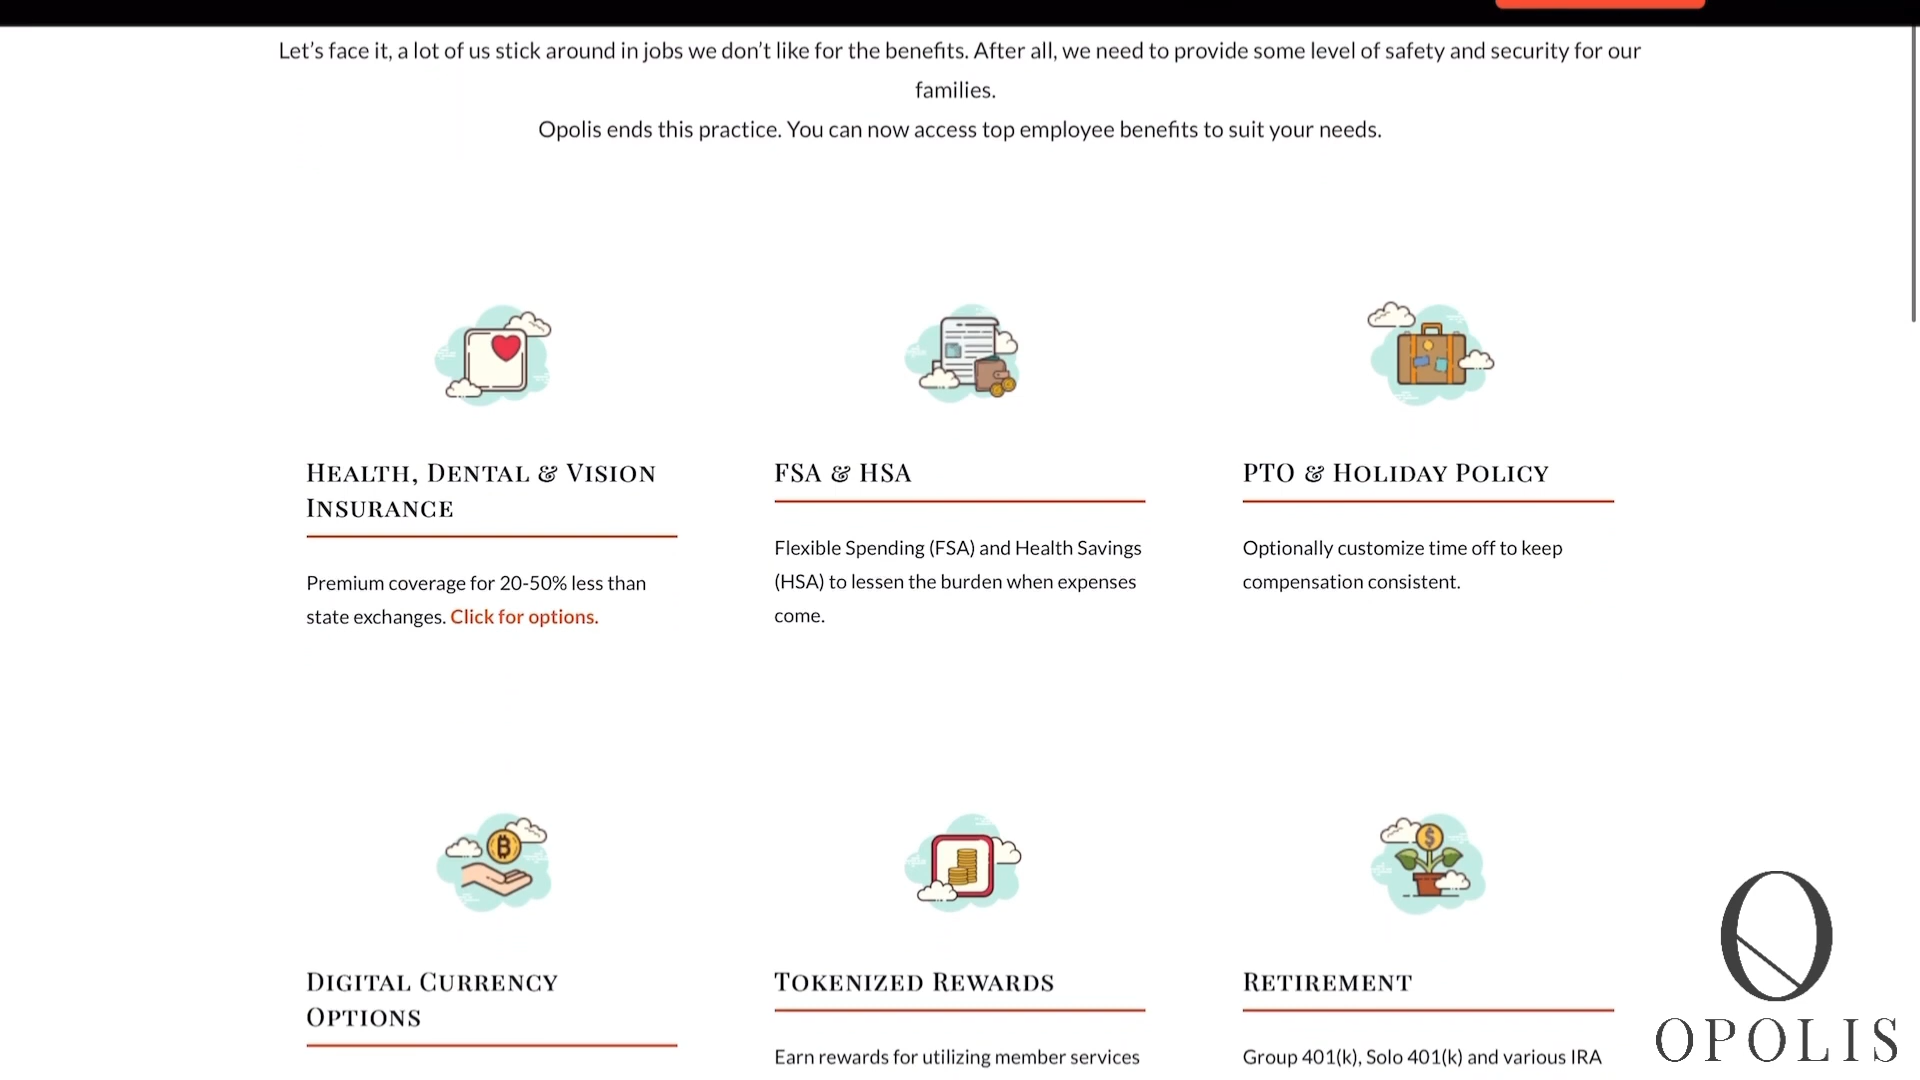 Let’s face it, a lot of us stick around in jobs we don’t like for the benefits. After all, we need to provide some level of safety and security for our
families.
Opolis ends this practice. You can now access top employee benefits to suit your needs.
Health, Dental & Vision
Insurance
Premium coverage for 20-50% less than
state exchanges. Click for options.
FSA & HSA
Flexible Spending (FSA) and Health Savings
(HSA) to lessen the burden when expenses
come.
PTO & Holiday Policy
Optionally customize time off to keep
compensation consistent.
Digital Currency
Options
Tokenized Rewards
Earn rewards for utilizing member services
Retirement
Group 401(k), Solo 401(k) and various IRA
OPOLIS